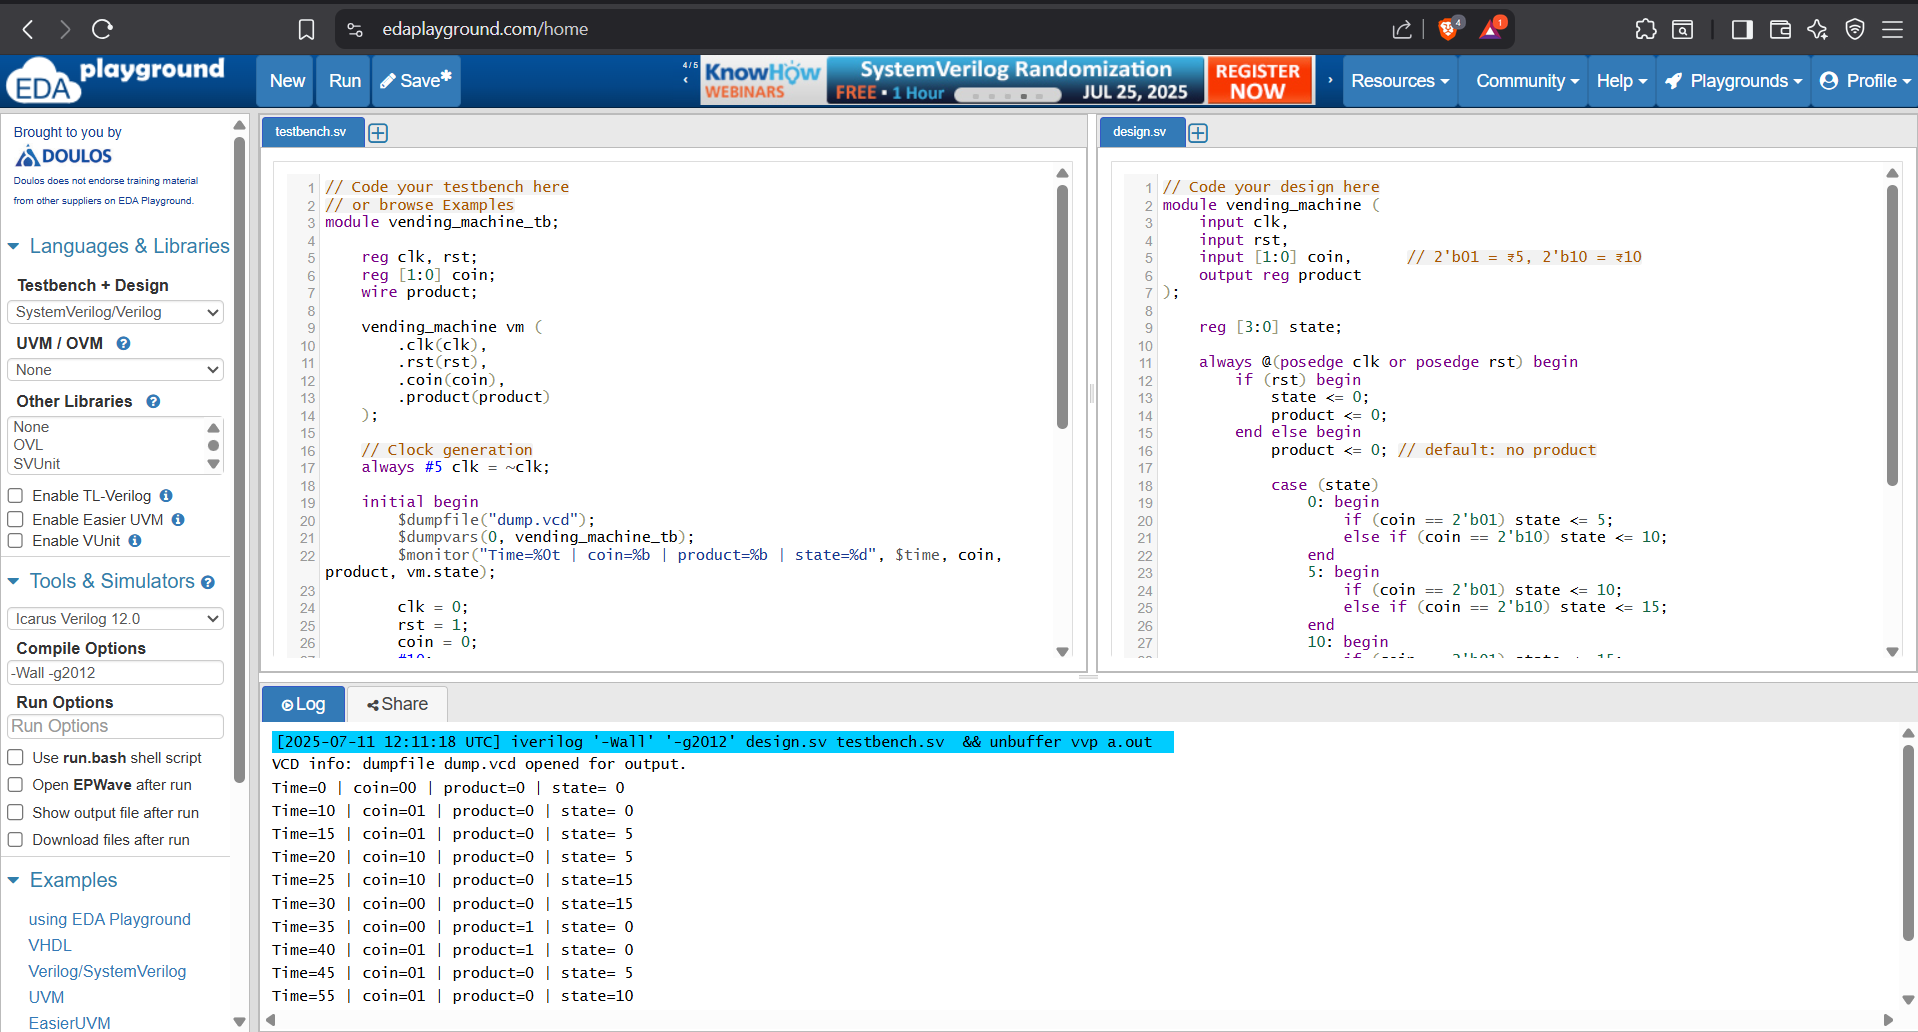 edaplayground.com/home
4
1
EDA playground
New
Run
Save*
4/5
KNOWHOW WEBINARS
SystemVerilog Randomization
FREE • 1 Hour
JUL 25, 2025
REGISTER NOW
Resources
Community
Help
Playgrounds
Profile
Brought to you by
DOULOS
Doulos does not endorse training material
from other suppliers on EDA Playground.
Languages & Libraries
Testbench + Design
SystemVerilog/Verilog
UVM / OVM
None
Other Libraries
None
OVL
SVUnit
Enable TL-Verilog
Enable Easier UVM
Enable VUnit
Tools & Simulators
Icarus Verilog 12.0
Compile Options
-Wall -g2012
Run Options
Run Options
Use run.bash shell script
Open EPWave after run
Show output file after run
Download files after run
Examples
using EDA Playground
VHDL
Verilog/SystemVerilog
UVM
EasierUVM
testbench.sv
1 // Code your testbench here
2 // or browse Examples
3 module vending_machine_tb;
4
5 reg clk, rst;
6 reg [1:0] coin;
7 wire product;
8
9 vending_machine vm (
10 .clk(clk),
11 .rst(rst),
12 .coin(coin),
13 .product(product)
14 );
15
16 // Clock generation
17 always #5 clk = ~clk;
18
19 initial begin
20 $dumpfile("dump.vcd");
21 $dumpvars(0, vending_machine_tb);
22 $monitor("Time=%0t | coin=%b | product=%b | state=%d", $time, coin,
product, vm.state);
23
24 clk = 0;
25 rst = 1;
26 coin = 0;
design.sv
1 // Code your design here
2 module vending_machine (
3 input clk,
4 input rst,
5 input [1:0] coin, // 2'b01 = ₹5, 2'b10 = ₹10
6 output reg product
7 );
8
9 reg [3:0] state;
10
11 always @(posedge clk or posedge rst) begin
12 if (rst) begin
13 state <= 0;
14 product <= 0;
15 end else begin
16 product <= 0; // default: no product
17
18 case (state)
19 0: begin
20 if (coin == 2'b01) state <= 5;
21 else if (coin == 2'b10) state <= 10;
22 end
23 5: begin
24 if (coin == 2'b01) state <= 10;
25 else if (coin == 2'b10) state <= 15;
26 end
27 10: begin
Log
Share
[2025-07-11 12:11:18 UTC] iverilog '-Wall' '-g2012' design.sv testbench.sv && unbuffer vvp a.out
VCD info: dumpfile dump.vcd opened for output.
Time=0 | coin=00 | product=0 | state= 0
Time=10 | coin=01 | product=0 | state= 0
Time=15 | coin=01 | product=0 | state= 5
Time=20 | coin=10 | product=0 | state= 5
Time=25 | coin=10 | product=0 | state=15
Time=30 | coin=00 | product=0 | state=15
Time=35 | coin=00 | product=1 | state= 0
Time=40 | coin=01 | product=1 | state= 0
Time=45 | coin=01 | product=0 | state= 5
Time=55 | coin=01 | product=0 | state=10